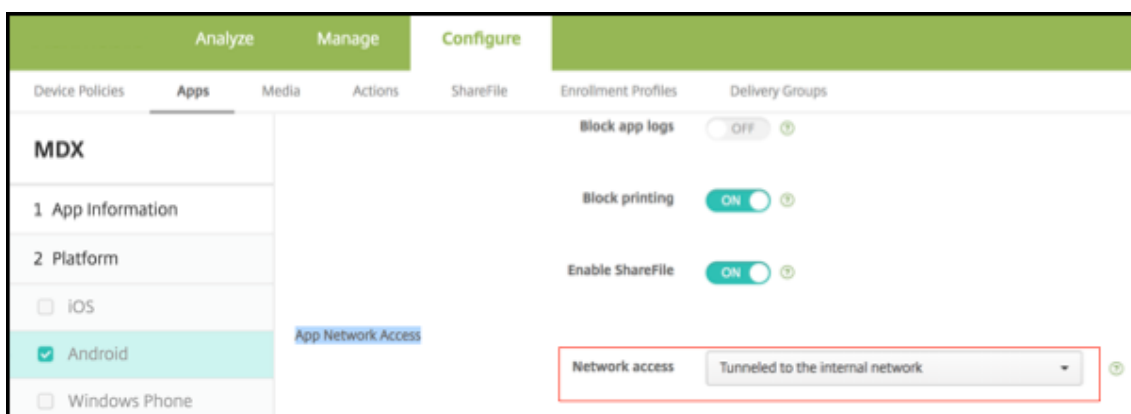 Analyze Manage Configure
Device Policies Apps Media Actions ShareFile Enrollment Profiles Delivery Groups
MDX
1 App Information
2 Platform
iOS
Android
Windows Phone
Block app logs OFF
Block printing ON
Enable ShareFile ON
App Network Access
Network access Tunneled to the internal network